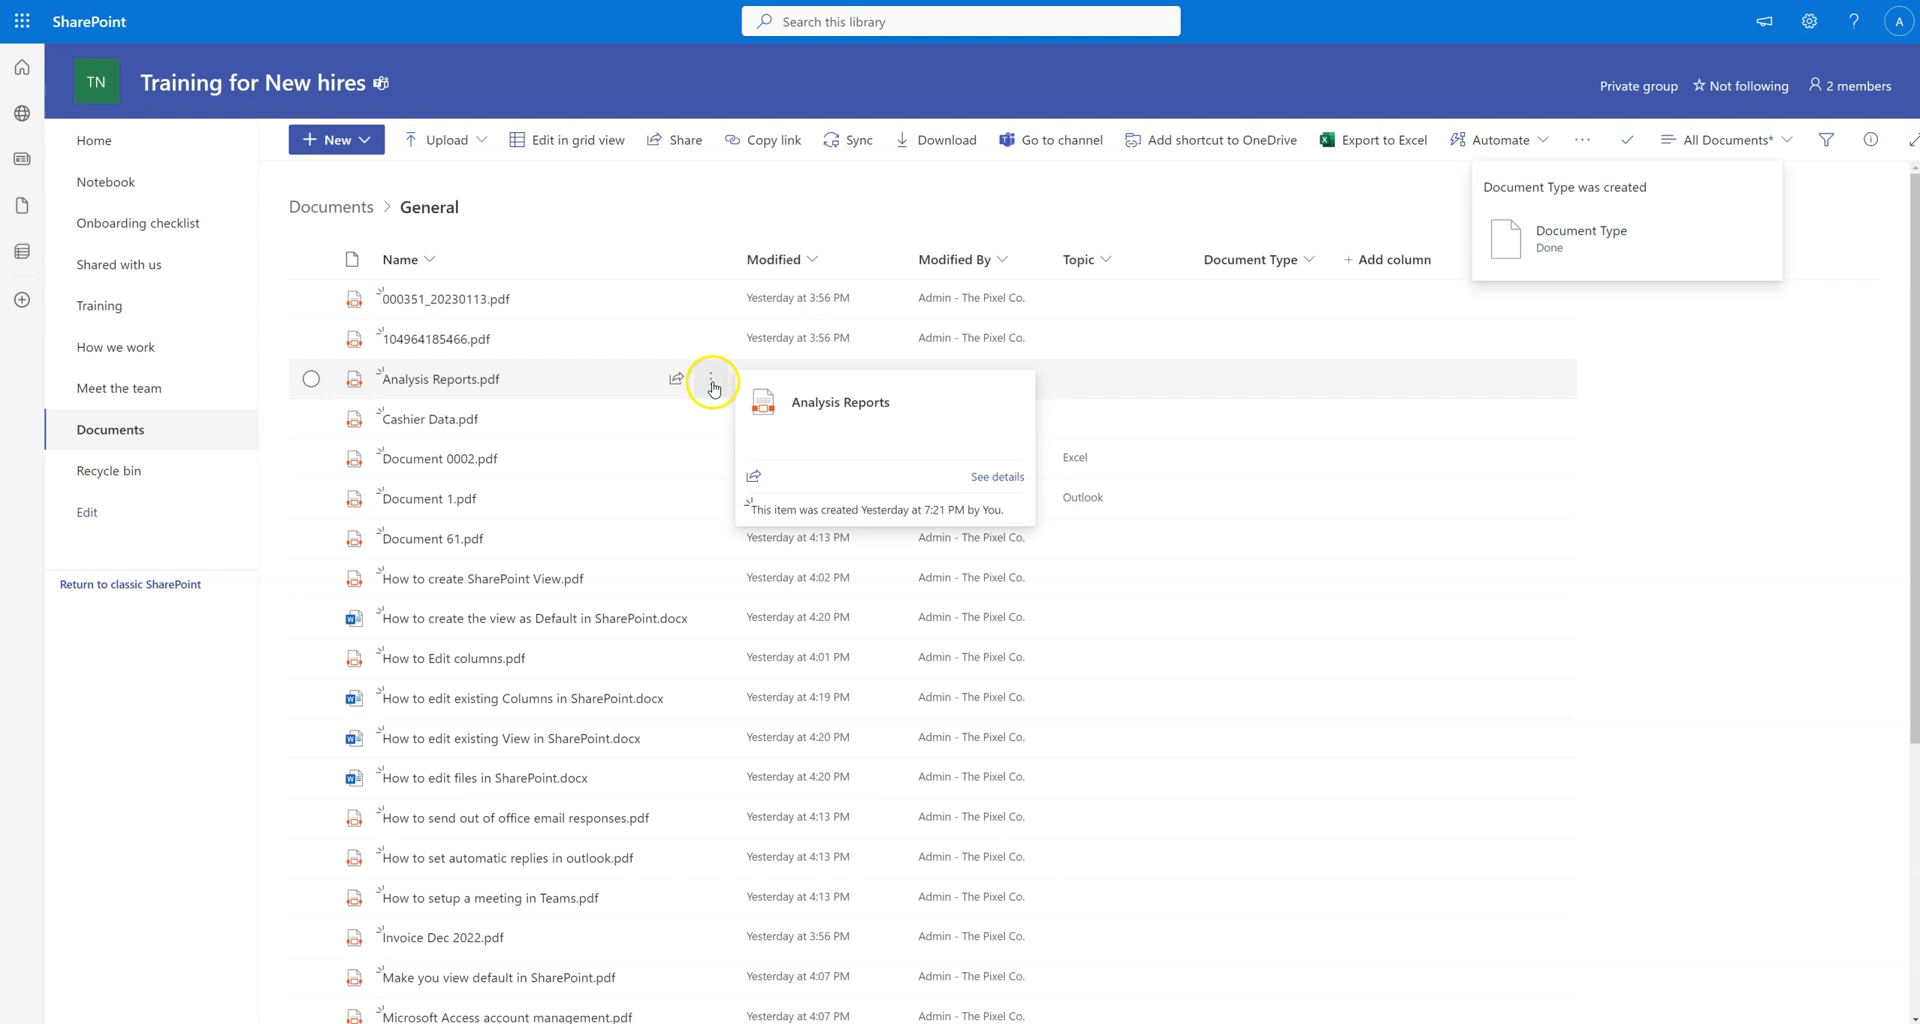 SharePoint
Search this library
?
A
TN
Training for New hires
Private group
Not following
2 members
Home
Notebook
Onboarding checklist
Shared with us
Training
How we work
Meet the team
Documents
Recycle bin
Edit
Return to classic SharePoint
+ New
Upload
Edit in grid view
Share
Copy link
Sync
Download
Go to channel
Add shortcut to OneDrive
Export to Excel
Automate
...
All Documents*
Document Type was created
Document Type
Done
Documents > General
Name Modified Modified By Topic Document Type + Add column
000351_20230113.pdf Yesterday at 3:56 PM Admin - The Pixel Co.
104964185466.pdf Yesterday at 3:56 PM Admin - The Pixel Co.
Analysis Reports.pdf
Cashier Data.pdf
Document 0002.pdf Excel
Document 1.pdf Outlook
Analysis Reports
See details
This item was created Yesterday at 7:21 PM by You.
Document 61.pdf Yesterday at 4:13 PM Admin - The Pixel Co.
How to create SharePoint View.pdf Yesterday at 4:02 PM Admin - The Pixel Co.
How to create the view as Default in SharePoint.docx Yesterday at 4:20 PM Admin - The Pixel Co.
How to Edit columns.pdf Yesterday at 4:01 PM Admin - The Pixel Co.
How to edit existing Columns in SharePoint.docx Yesterday at 4:19 PM Admin - The Pixel Co.
How to edit existing View in SharePoint.docx Yesterday at 4:20 PM Admin - The Pixel Co.
How to edit files in SharePoint.docx Yesterday at 4:20 PM Admin - The Pixel Co.
How to send out of office email responses.pdf Yesterday at 4:13 PM Admin - The Pixel Co.
How to set automatic replies in outlook.pdf Yesterday at 4:13 PM Admin - The Pixel Co.
How to setup a meeting in Teams.pdf Yesterday at 4:13 PM Admin - The Pixel Co.
Invoice Dec 2022.pdf Yesterday at 3:56 PM Admin - The Pixel Co.
Make you view default in SharePoint.pdf Yesterday at 4:07 PM Admin - The Pixel Co.
Microsoft Access account management.pdf Yesterday at 4:07 PM Admin - The Pixel Co.